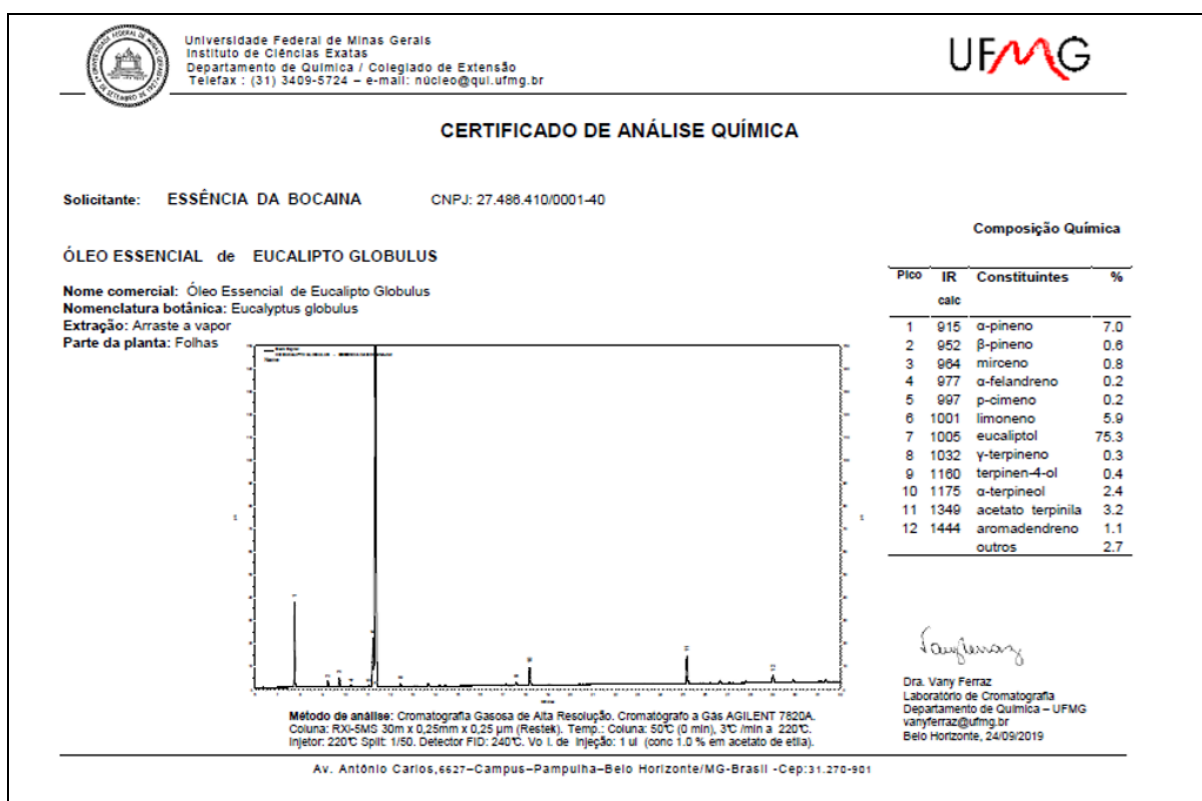 Universidade Federal de Minas Gerais
Instituto de Ciências Exatas
Departamento de Química / Colegiado de Extensão
Telefax : (31) 3409-5724 – e-mail: núcleo@qui.ufmg.br
UFMG
CERTIFICADO DE ANÁLISE QUÍMICA
Solicitante: ESSÊNCIA DA BOCAINA CNPJ: 27.486.410/0001-40
Composição Química
ÓLEO ESSENCIAL de EUCALIPTO GLOBULUS
Nome comercial: Óleo Essencial de Eucalipto Globulus
Nomenclatura botânica: Eucalyptus globulus
Extração: Arraste a vapor
Parte da planta: Folhas
Pico IR Constituintes %
calc
1 915 α-pineno 7.0
2 952 β-pineno 0.6
3 964 mirceno 0.8
4 977 α-felandreno 0.2
5 997 p-cimeno 0.2
6 1001 limoneno 5.9
7 1005 eucaliptol 75.3
8 1032 γ-terpineno 0.3
9 1160 terpinen-4-ol 0.4
10 1175 α-terpineol 2.4
11 1349 acetato terpinila 3.2
12 1444 aromadendreno 1.1
outros 2.7
Método de análise: Cromatografia Gasosa de Alta Resolução. Cromatógrafo a Gás AGILENT 7820A.
Coluna: RXi-5MS 30m x 0,25mm x 0,25 μm (Restek). Temp.: Coluna: 50°C (0 min), 3°C /min a 220°C.
Injetor: 220°C Split: 1/50. Detector FID: 240°C. Vo l. de injeção: 1 ul (conc 1.0 % em acetato de etila).
Dra. Vany Ferraz
Laboratório de Cromatografia
Departamento de Química – UFMG
vanyferraz@ufmg.br
Belo Horizonte, 24/09/2019
Av. Antônio Carlos,6627–Campus–Pampulha–Belo Horizonte/MG-Brasil -Cep:31.270-901